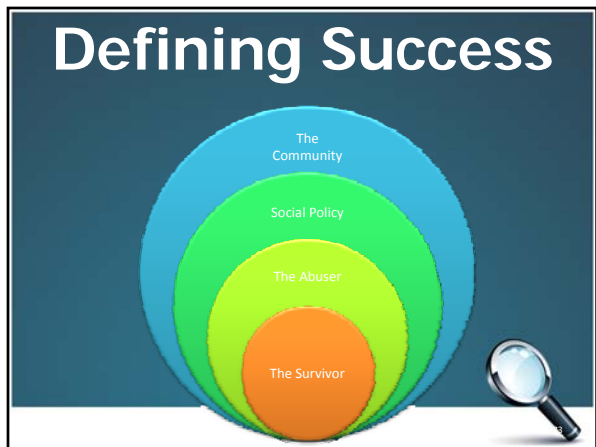 Defining Success
The
Community
Social Policy
The Abuser
The Survivor